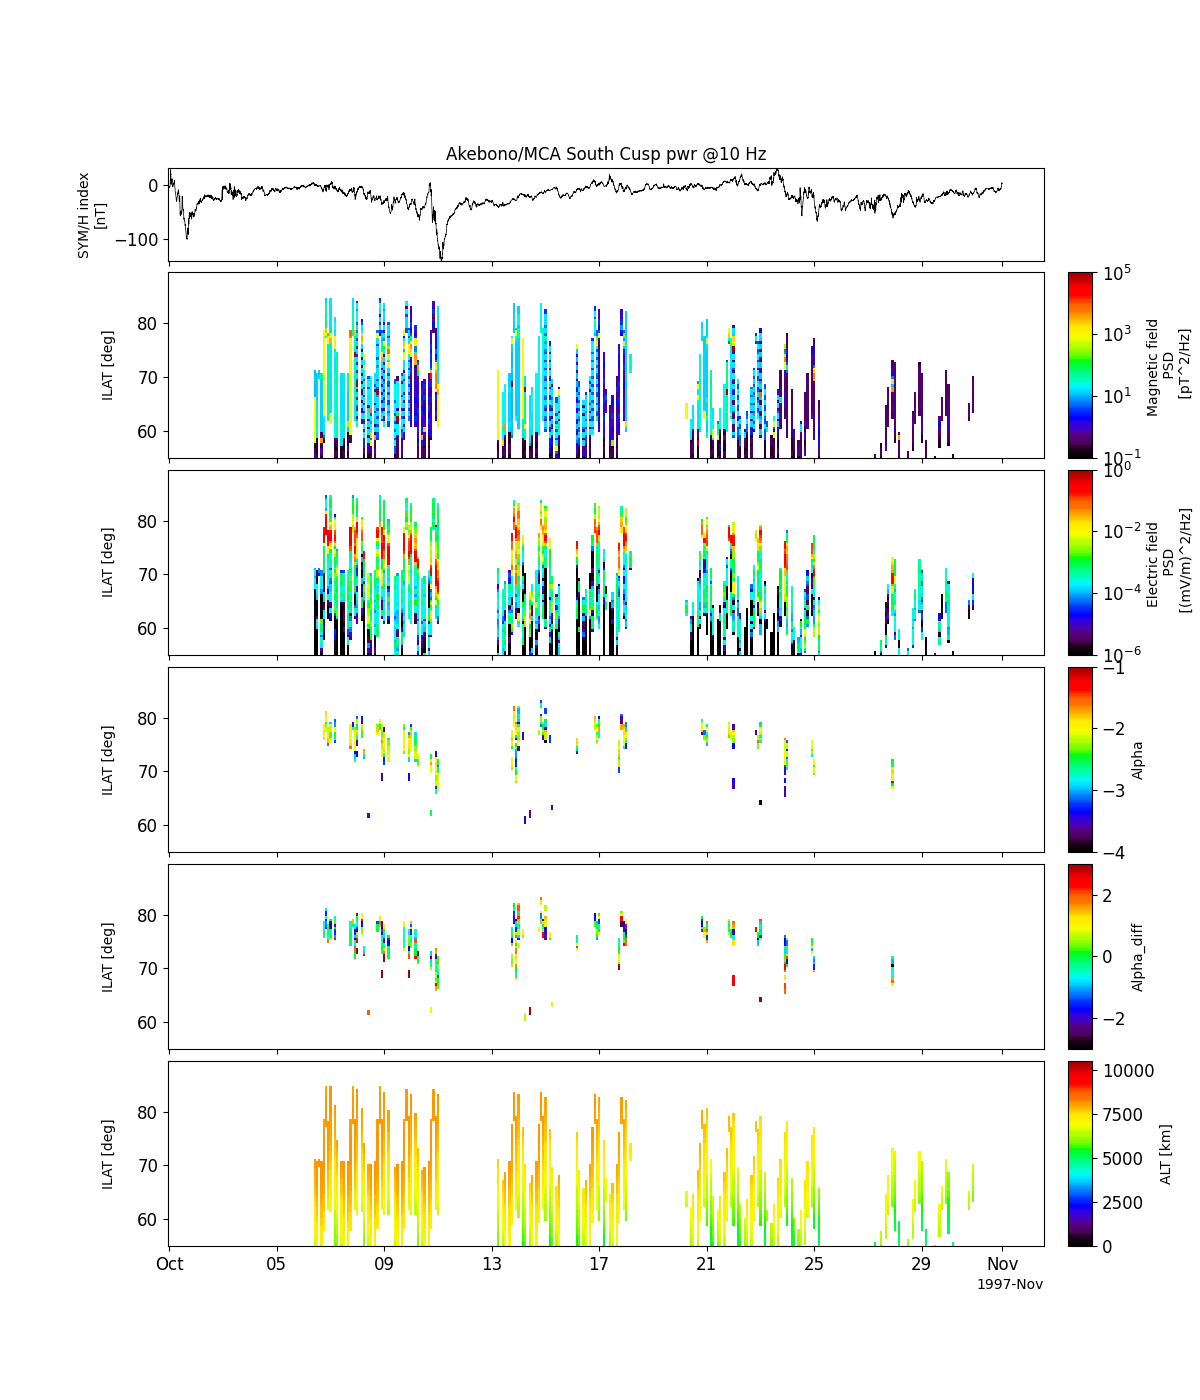 Akebono/MCA South Cusp pwr @10 Hz
SYM/H index
[nT]
0
−100
ILAT [deg]
80
70
60
10^5
10^3
10^1
10^−1
Magnetic field
PSD
[pT^2/Hz]
ILAT [deg]
80
70
60
10^0
10^−2
10^−4
10^−6
Electric field
PSD
[(mV/m)^2/Hz]
ILAT [deg]
80
70
60
−1
−2
−3
−4
Alpha
ILAT [deg]
80
70
60
2
0
−2
Alpha_diff
ILAT [deg]
80
70
60
10000
7500
5000
2500
0
ALT [km]
Oct 05 09 13 17 21 25 29 Nov
1997-Nov